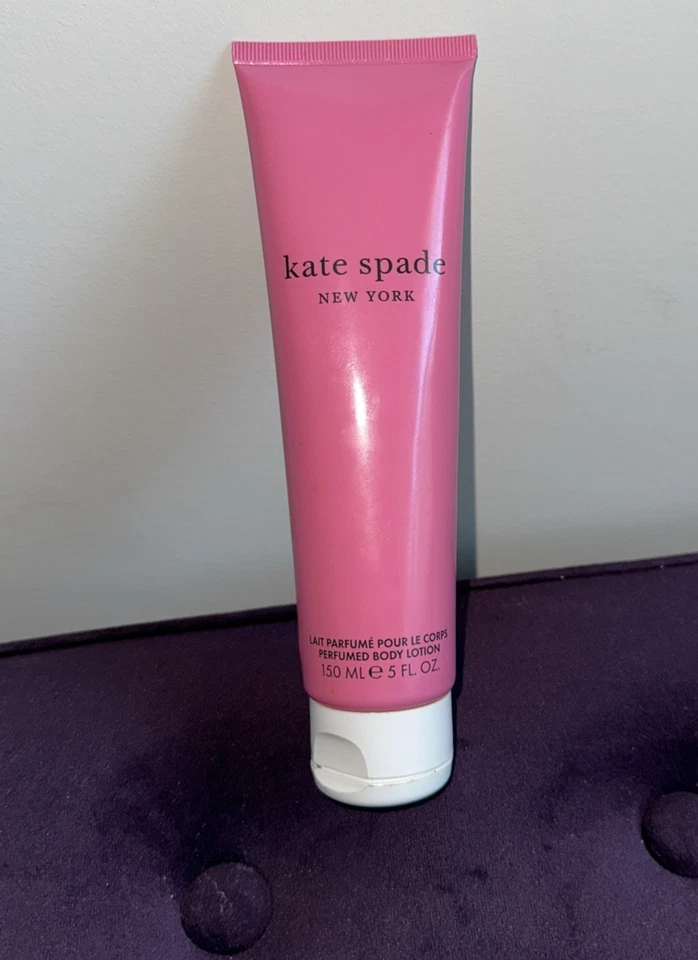 kate spade
NEW YORK
LAIT PARFUMÉ POUR LE CORPS
PERFUMED BODY LOTION
150 ML ℮ 5 FL. OZ.